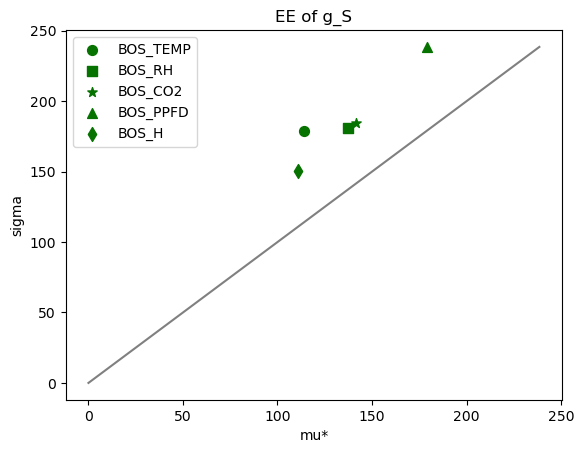 EE of g_S
BOS_TEMP
BOS_RH
BOS_CO2
BOS_PPFD
BOS_H
250
200
150
100
50
0
sigma
0
50
100
150
200
250
mu*